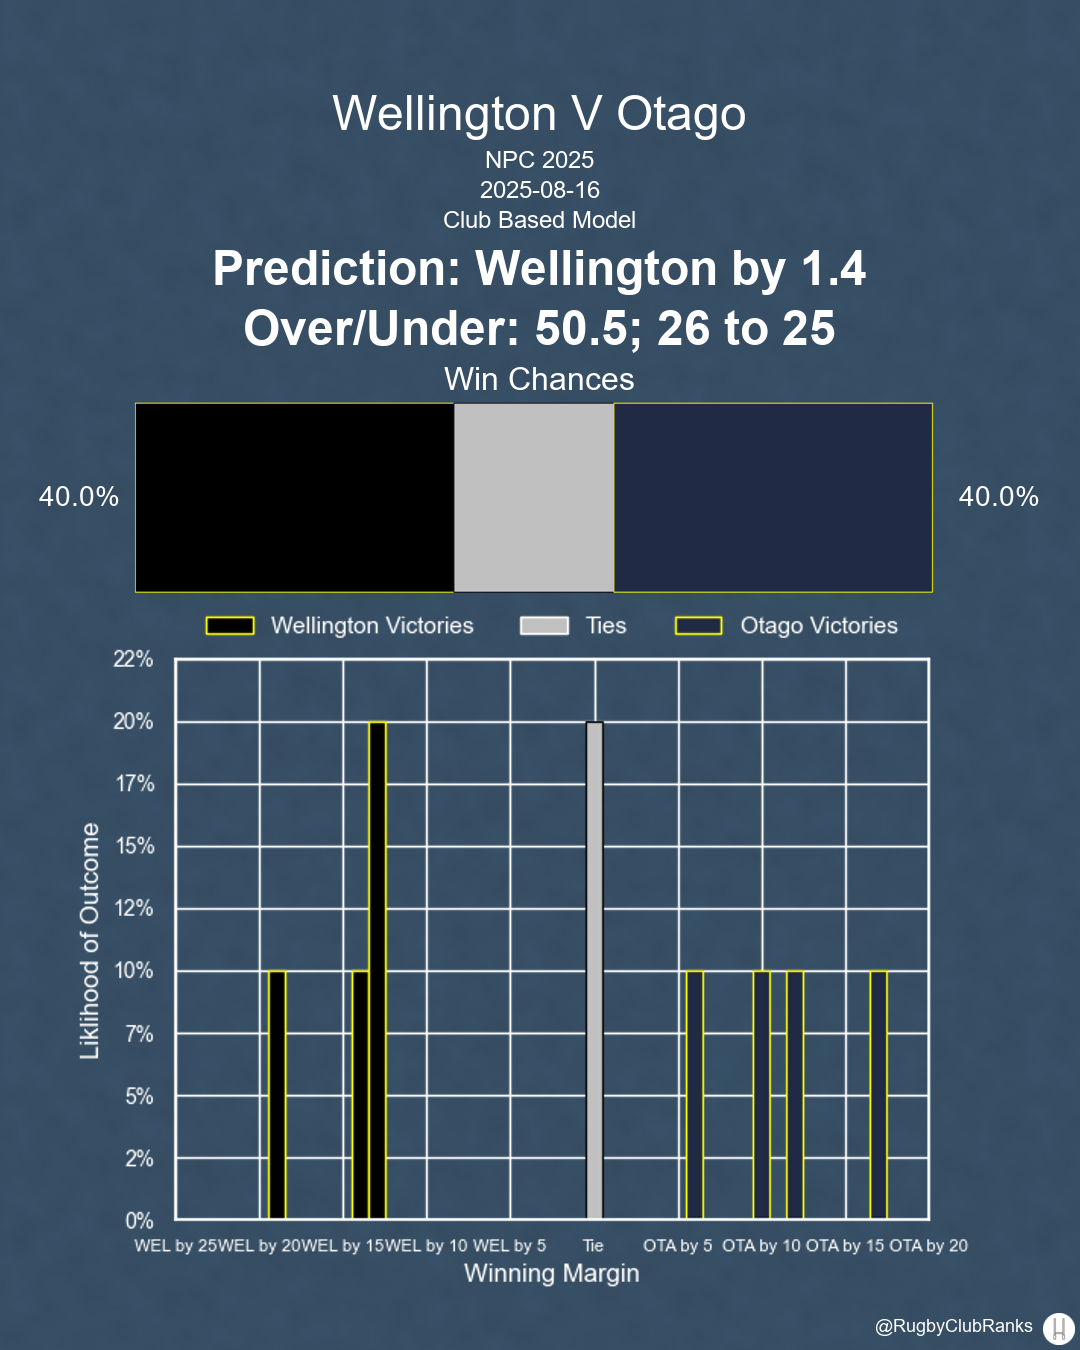 Wellington V Otago
NPC 2025
2025-08-16
Club Based Model
Prediction: Wellington by 1.4
Over/Under: 50.5; 26 to 25
Win Chances
40.0% 40.0%
Wellington Victories Ties Otago Victories
22%
20%
17%
15%
12%
10%
7%
5%
2%
0%
Liklihood of Outcome
WEL by 25 WEL by 20 WEL by 15 WEL by 10 WEL by 5 Tie OTA by 5 OTA by 10 OTA by 15 OTA by 20
Winning Margin
@RugbyClubRanks